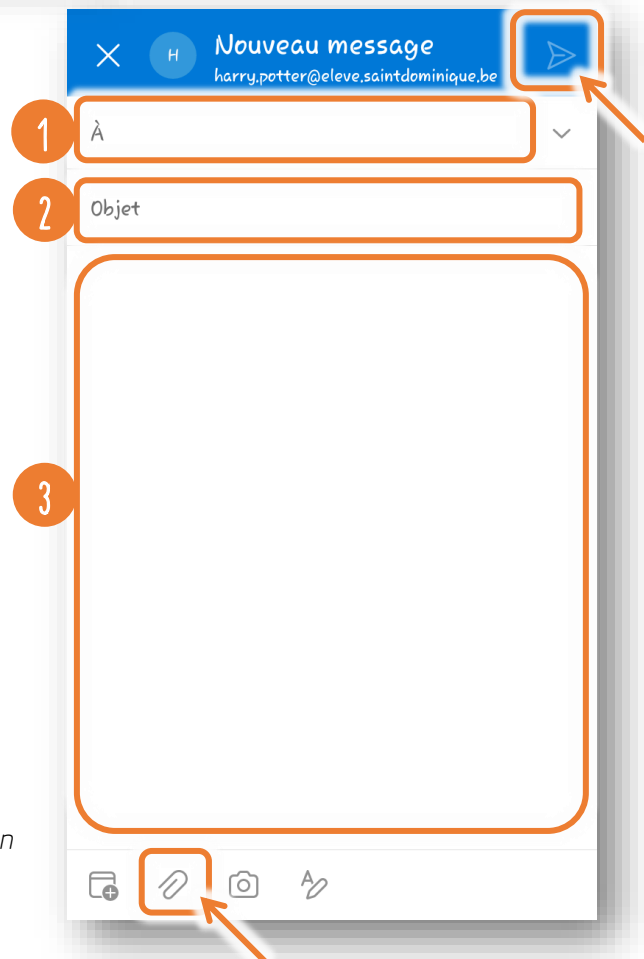 Nouveau message
H
harry.potter@eleve.saintdominique.be
1
À
2
Objet
3
n